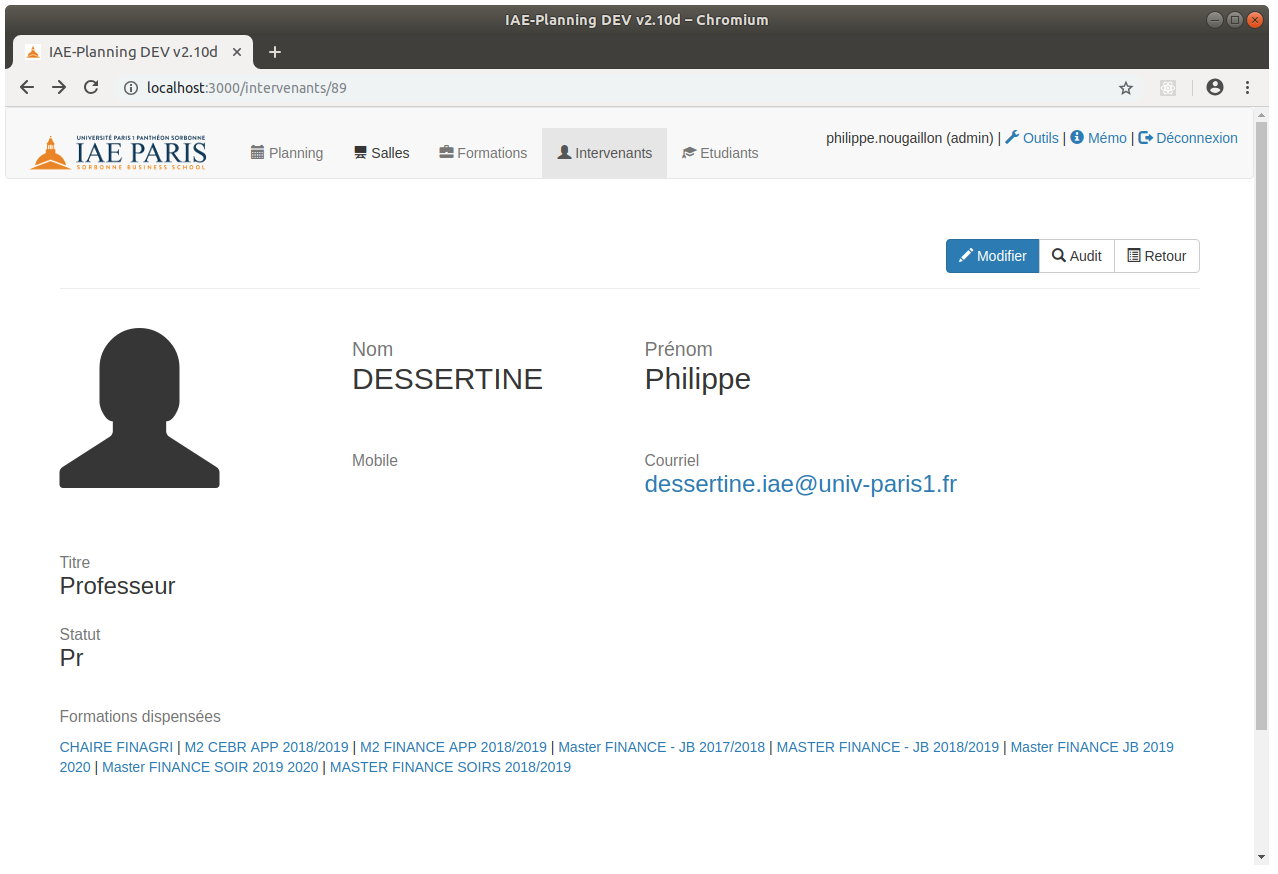 IAE-Planning DEV v2.10d – Chromium
IAE-Planning DEV v2.10d
localhost:3000/intervenants/89
UNIVERSITÉ PARIS 1 PANTHÉON SORBONNE
IAE PARIS
SORBONNE BUSINESS SCHOOL
Planning Salles Formations Intervenants Etudiants
philippe.nougaillon (admin) | Outils | Mémo | Déconnexion
Modifier Audit Retour
Nom Prénom
DESSERTINE Philippe
Mobile Courriel
dessertine.iae@univ-paris1.fr
Titre
Professeur
Statut
Pr
Formations dispensées
CHAIRE FINAGRI | M2 CEBR APP 2018/2019 | M2 FINANCE APP 2018/2019 | Master FINANCE - JB 2017/2018 | MASTER FINANCE - JB 2018/2019 | Master FINANCE JB 2019
2020 | Master FINANCE SOIR 2019 2020 | MASTER FINANCE SOIRS 2018/2019